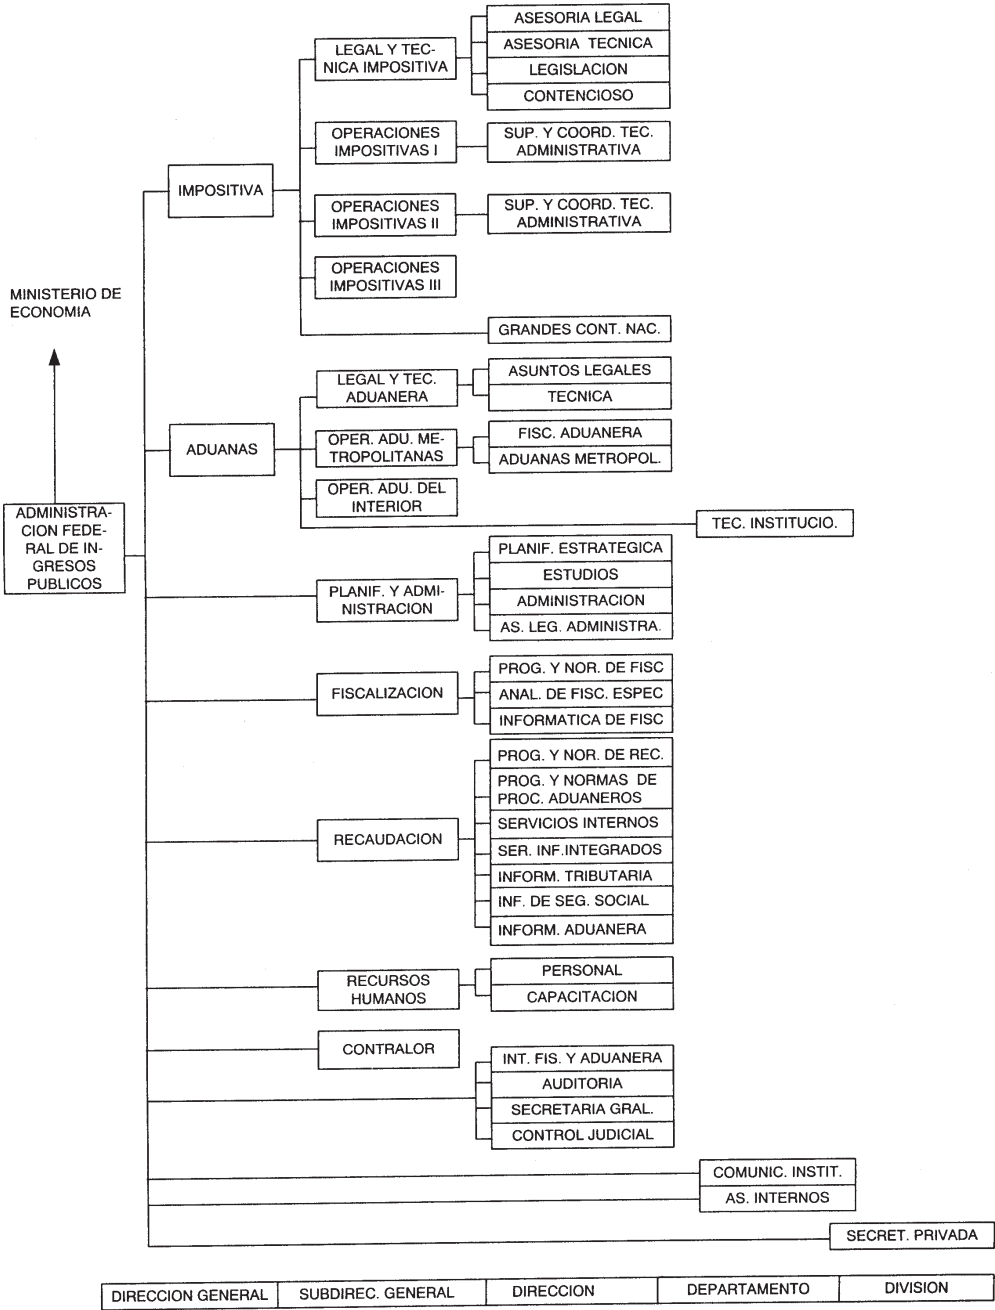 ASESORIA LEGAL
ASESORIA TECNICA
LEGISLACION
CONTENCIOSO
LEGAL Y TEC-
NICA IMPOSITIVA
OPERACIONES
IMPOSITIVAS I
SUP. Y COORD. TEC.
ADMINISTRATIVA
IMPOSITIVA
OPERACIONES
IMPOSITIVAS II
SUP. Y COORD. TEC.
ADMINISTRATIVA
OPERACIONES
IMPOSITIVAS III
GRANDES CONT. NAC.
MINISTERIO DE
ECONOMIA
ADMINISTRA-
CION FEDE-
RAL DE IN-
GRESOS
PUBLICOS
ADUANAS
LEGAL Y TEC.
ADUANERA
ASUNTOS LEGALES
TECNICA
OPER. ADU. ME-
TROPOLITANAS
FISC. ADUANERA
ADUANAS METROPOL.
OPER. ADU. DEL
INTERIOR
TEC. INSTITUCIO.
PLANIF. Y ADMI-
NISTRACION
PLANIF. ESTRATEGICA
ESTUDIOS
ADMINISTRACION
AS. LEG. ADMINISTRA.
FISCALIZACION
PROG. Y NOR. DE FISC
ANAL. DE FISC. ESPEC
INFORMATICA DE FISC
RECAUDACION
PROG. Y NOR. DE REC.
PROG. Y NORMAS DE
PROC. ADUANEROS
SERVICIOS INTERNOS
SER. INF.INTEGRADOS
INFORM. TRIBUTARIA
INF. DE SEG. SOCIAL
INFORM. ADUANERA
RECURSOS
HUMANOS
PERSONAL
CAPACITACION
CONTRALOR
INT. FIS. Y ADUANERA
AUDITORIA
SECRETARIA GRAL.
CONTROL JUDICIAL
COMUNIC. INSTIT.
AS. INTERNOS
SECRET. PRIVADA
DIRECCION GENERAL
SUBDIREC. GENERAL
DIRECCION
DEPARTAMENTO
DIVISION